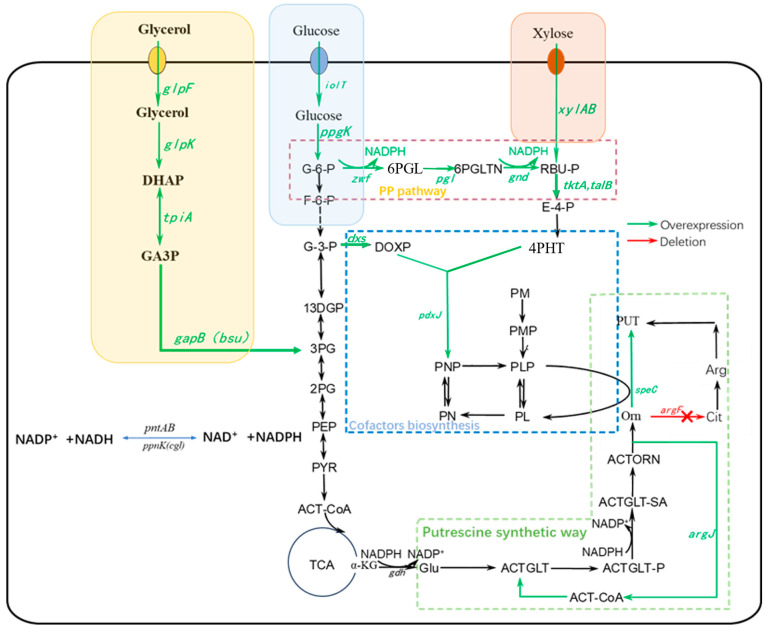 Glycerol
Glucose
Xylose
glpF
iolT
Glycerol
Glucose
xylAB
glpK
ppgK
NADPH
NADPH
DHAP
G-6-P
zwf
6PGL
pgl
6PGLTN
gnd
RBU-P
PP pathway
tktA,talB
F-6-P
E-4-P
tpiA
Overexpression
Deletion
GA3P
G-3-P
dxs
DOXP
4PHT
PM
13DGP
pdxJ
PMP
PUT
gapB（bsu）
3PG
PNP
PLP
Arg
2PG
speC
PN
PL
Orn
argF
Cit
Cofactors biosynthesis
PEP
NADP⁺ +NADH
pntAB
ppnK(cgl)
NAD⁺ +NADPH
PYR
ACTORN
ACT-CoA
ACTGLT-SA
Putrescine synthetic way
NADP⁺
argJ
NADPH
TCA
α-KG
NADPH
NADP⁺
gdh
Glu
ACTGLT
ACTGLT-P
ACT-CoA